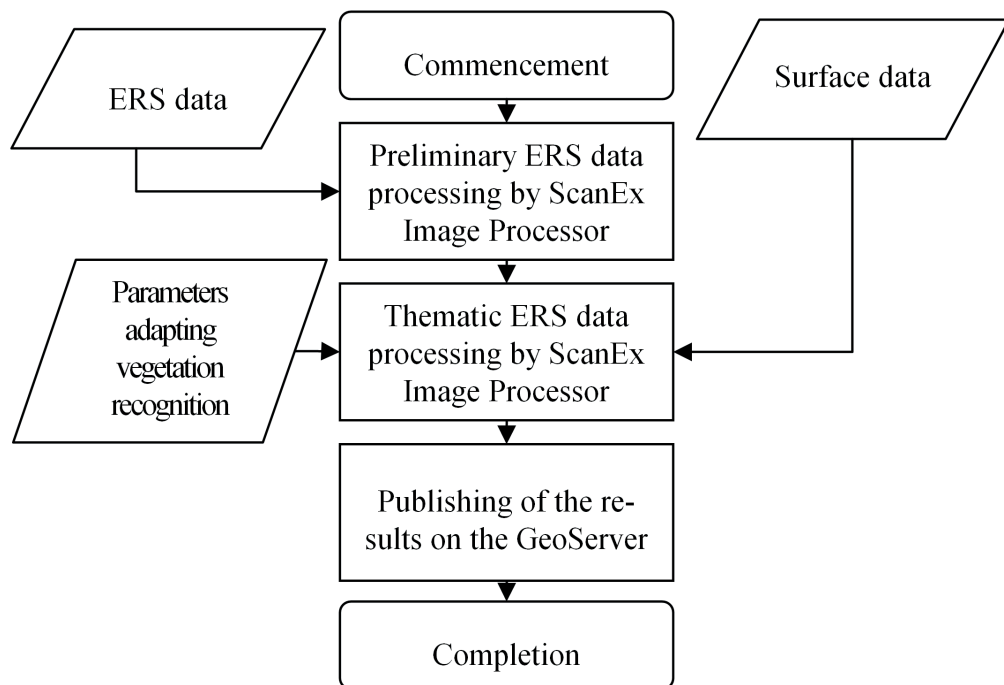 Commencement
ERS data
Surface data
Preliminary ERS data
processing by ScanEx
Image Processor
Parameters
adapting
vegetation
recognition
Thematic ERS data
processing by ScanEx
Image Processor
Publishing of the re-
sults on the GeoServer
Completion